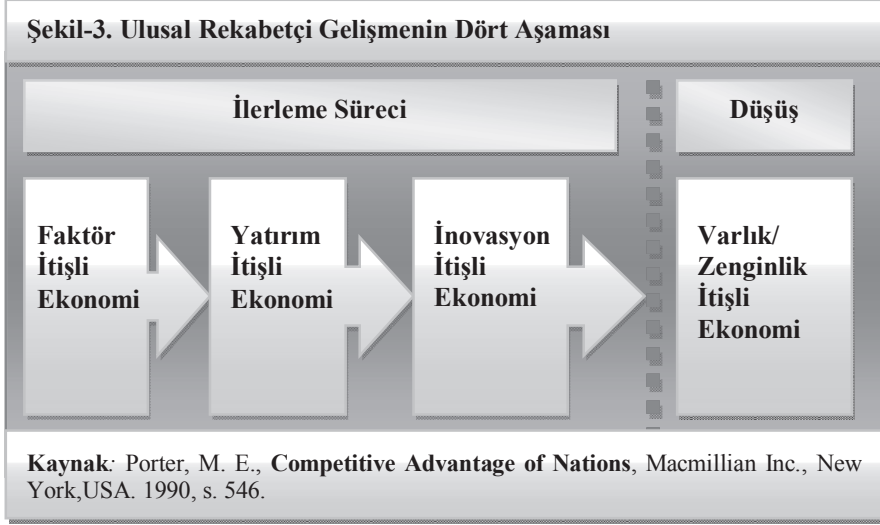 Şekil-3. Ulusal Rekabetçi Gelişmenin Dört Aşaması
İlerleme Süreci
Düşüş
Faktör
İtişli
Ekonomi
Yatırım
İtişli
Ekonomi
İnovasyon
İtişli
Ekonomi
Varlık/
Zenginlik
İtişli
Ekonomi
Kaynak: Porter, M. E., Competitive Advantage of Nations, Macmillian Inc., New
York,USA. 1990, s. 546.